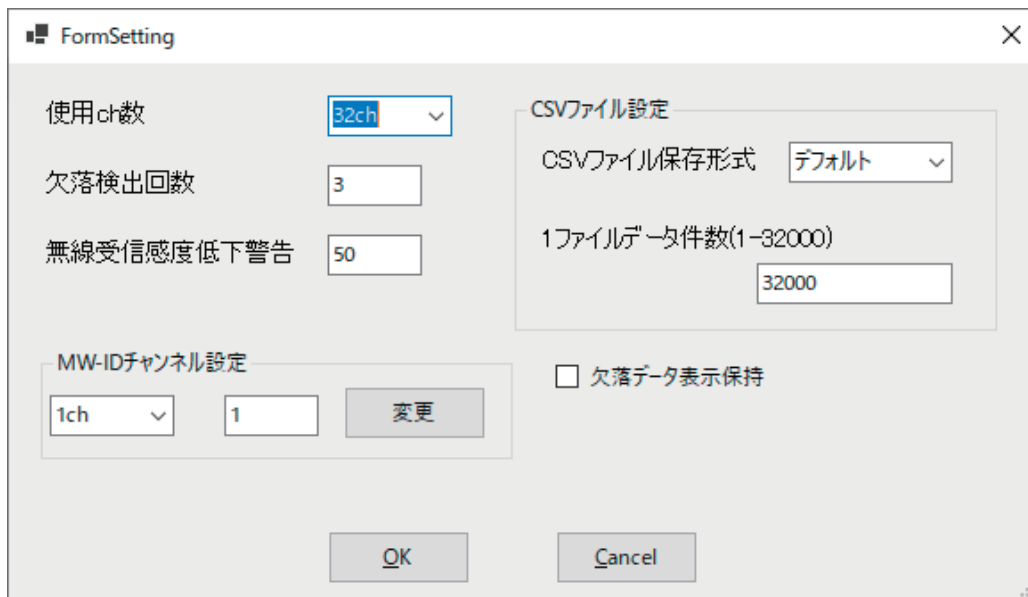 FormSetting
使用ch数
32ch
欠落検出回数
3
無線受信感度低下警告
50
CSVファイル設定
CSVファイル保存形式
デフォルト
1ファイルデータ件数(1-32000)
32000
MW-IDチャンネル設定
1ch
1
変更
欠落データ表示保持
OK
Cancel